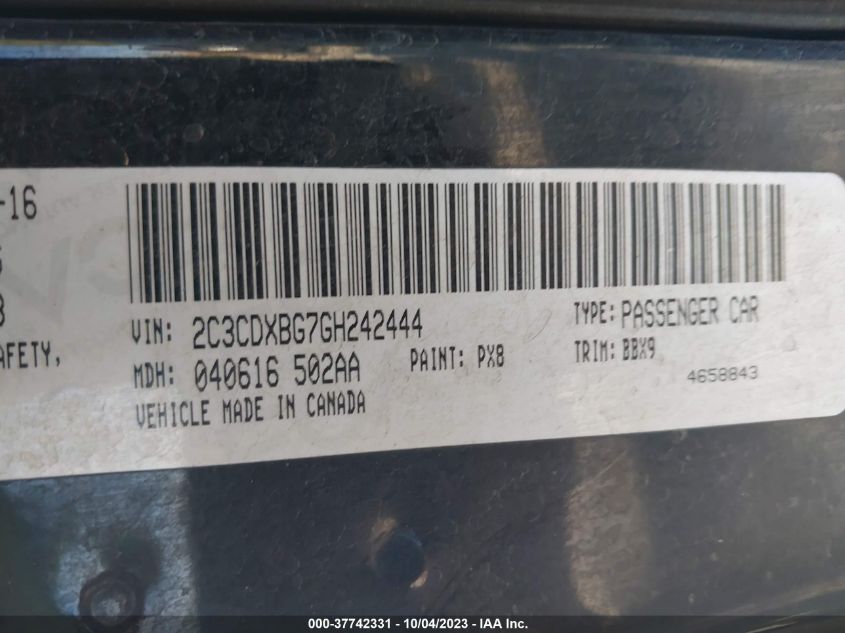 -16
AFETY,
VIN: 2C3CDXBG7GH242444
TYPE: PASSENGER CAR
MDH: 040616 502AA
PAINT: PX8
TRIM: BBX9
4658843
VEHICLE MADE IN CANADA
000-37742331 - 10/04/2023 - IAA Inc.